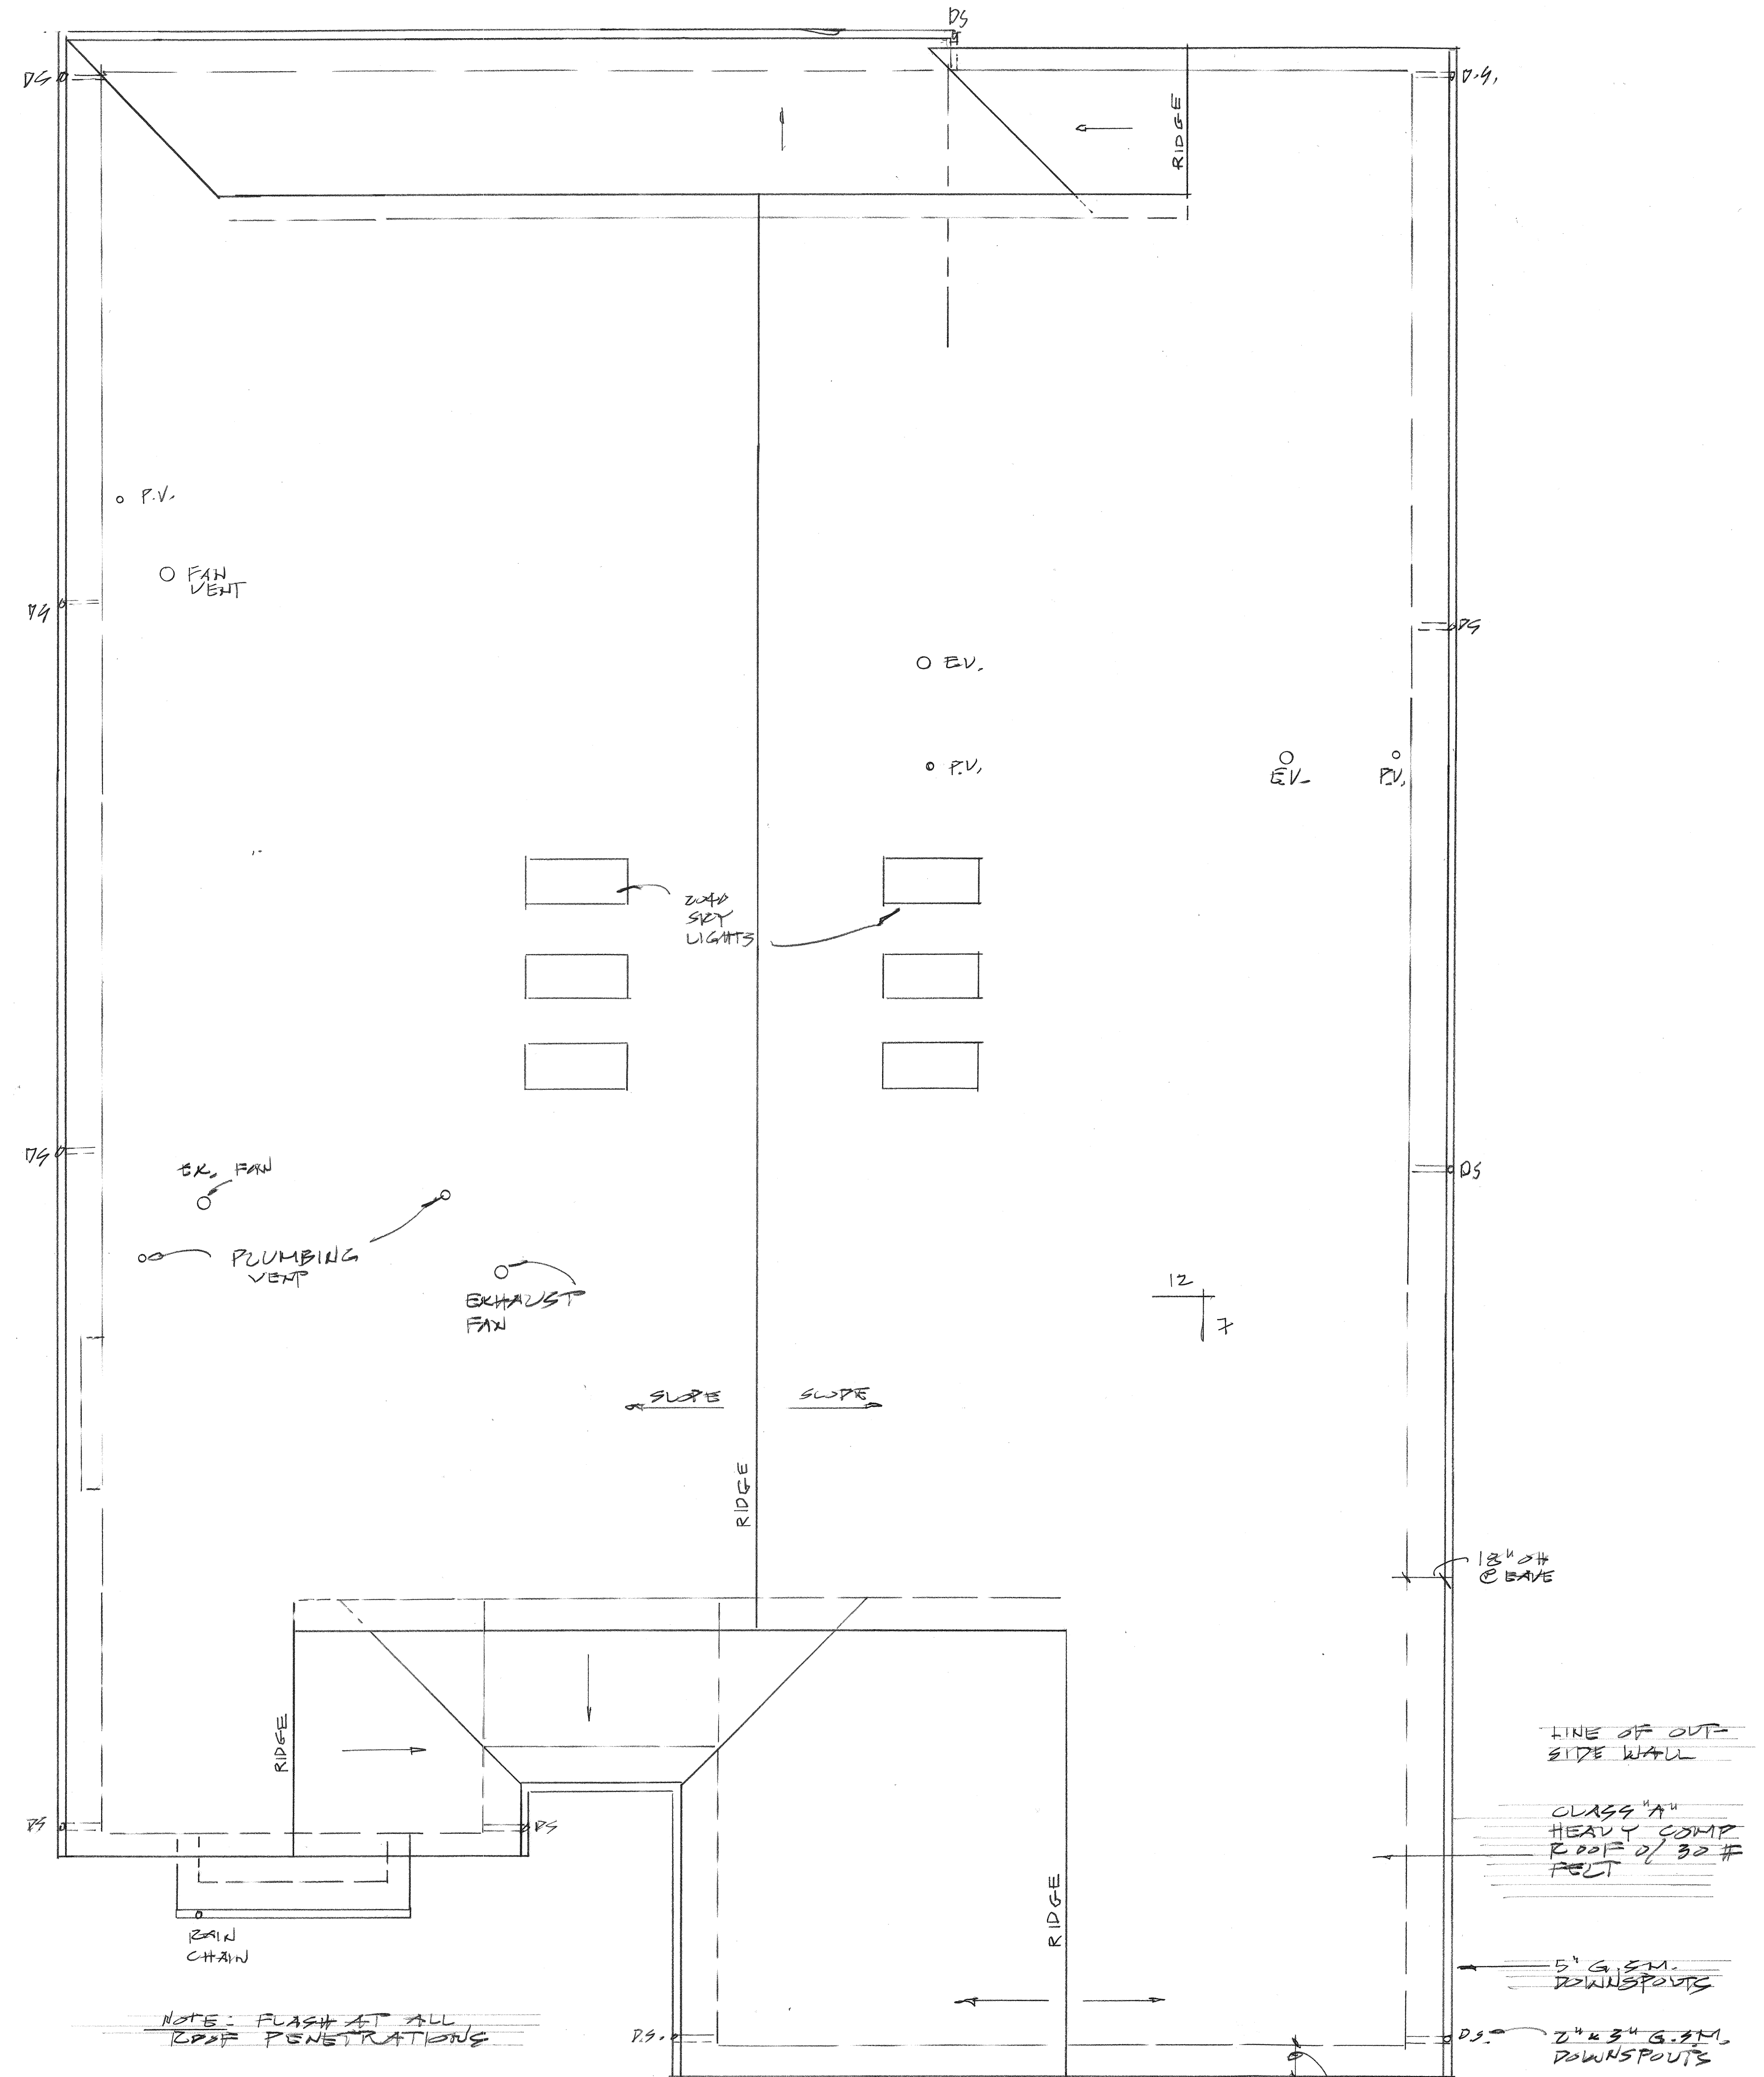 DS
DS
D.S.
RIDGE
P.V.
FAN
VENT
DS
DS
E.V.
P.V.
E.V.
P.V.
2040
SKY
LIGHTS
DS
DS
EX. FAN
PLUMBING
VENT
EXHAUST
FAN
12
7
SLOPE
SLOPE
RIDGE
18" OH
@ EAVE
RIDGE
LINE OF OUT-
SIDE WALL
CLASS "A"
HEAVY COMP
ROOF O/ 30 #
FELT
DS
DS
RIDGE
RAIN
CHAIN
5" G.S.M.
DOWNSPOUTS
NOTE: FLASH AT ALL
ROOF PENETRATIONS
D.S.
D.S.
2" x 3" G.S.M.
DOWNSPOUTS